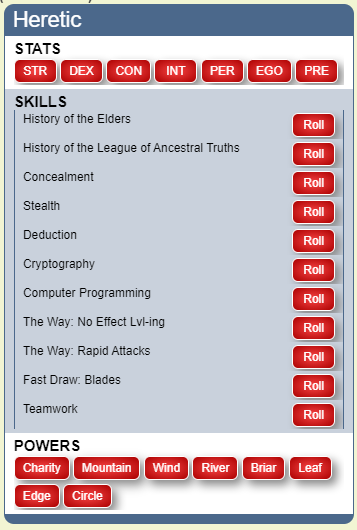 Heretic
STATS
STR DEX CON INT PER EGO PRE
SKILLS
History of the Elders Roll
History of the League of Ancestral Truths Roll
Concealment Roll
Stealth Roll
Deduction Roll
Cryptography Roll
Computer Programming Roll
The Way: No Effect Lvl-ing Roll
The Way: Rapid Attacks Roll
Fast Draw: Blades Roll
Teamwork Roll
POWERS
Charity Mountain Wind River Briar Leaf
Edge Circle